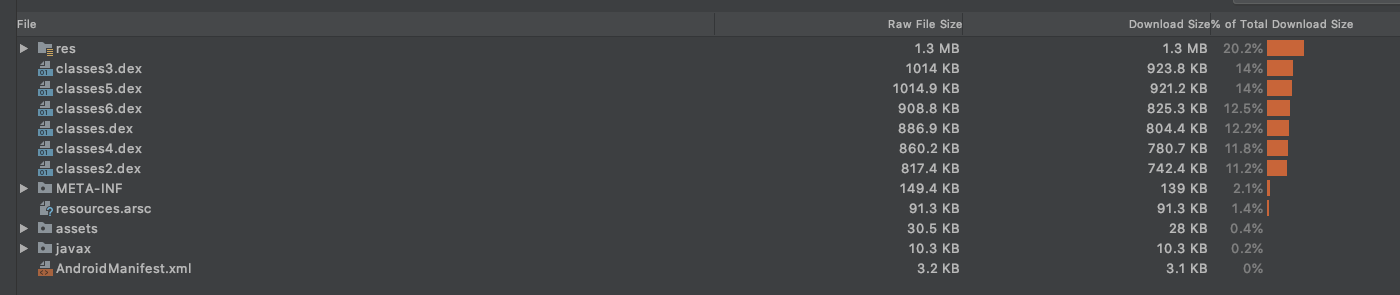 File Raw File Size Download Size % of Total Download Size
res 1.3 MB 1.3 MB 20.2%
classes3.dex 1014 KB 923.8 KB 14%
classes5.dex 1014.9 KB 921.2 KB 14%
classes6.dex 908.8 KB 825.3 KB 12.5%
classes.dex 886.9 KB 804.4 KB 12.2%
classes4.dex 860.2 KB 780.7 KB 11.8%
classes2.dex 817.4 KB 742.4 KB 11.2%
META-INF 149.4 KB 139 KB 2.1%
resources.arsc 91.3 KB 91.3 KB 1.4%
assets 30.5 KB 28 KB 0.4%
javax 10.3 KB 10.3 KB 0.2%
AndroidManifest.xml 3.2 KB 3.1 KB 0%